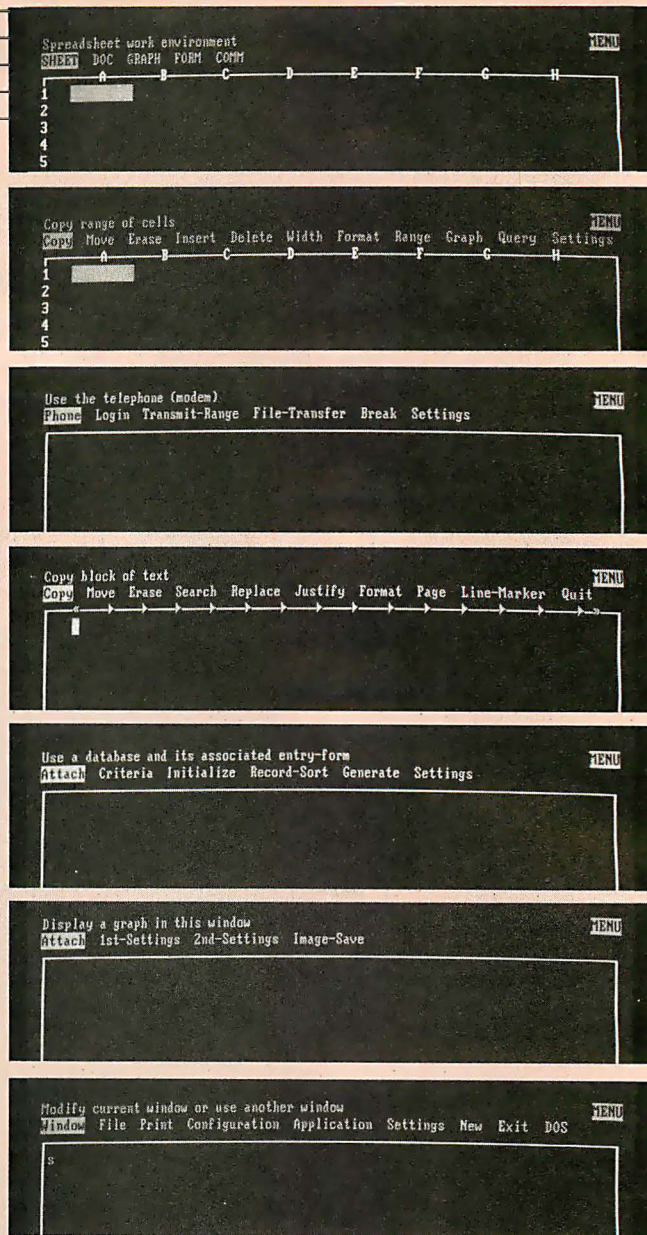 Spreadsheet work environment MENU
SHEET DOC GRAPH FORM COMM
A B C D E F G H
1
2
3
4
5
Copy range of cells MENU
Copy Move Erase Insert Delete Width Format Range Graph Query Settings
A B C D E F G H
1
2
3
4
5
Use the telephone (modem) MENU
Phone Login Transmit-Range File-Transfer Break Settings
Copy block of text MENU
Copy Move Erase Search Replace Justify Format Page Line-Marker Quit
Use a database and its associated entry-form MENU
Attach Criteria Initialize Record-Sort Generate Settings
Display a graph in this window MENU
Attach 1st-Settings 2nd-Settings Image-Save
Modify current window or use another window MENU
Window File Print Configuration Application Settings New Exit DOS
s